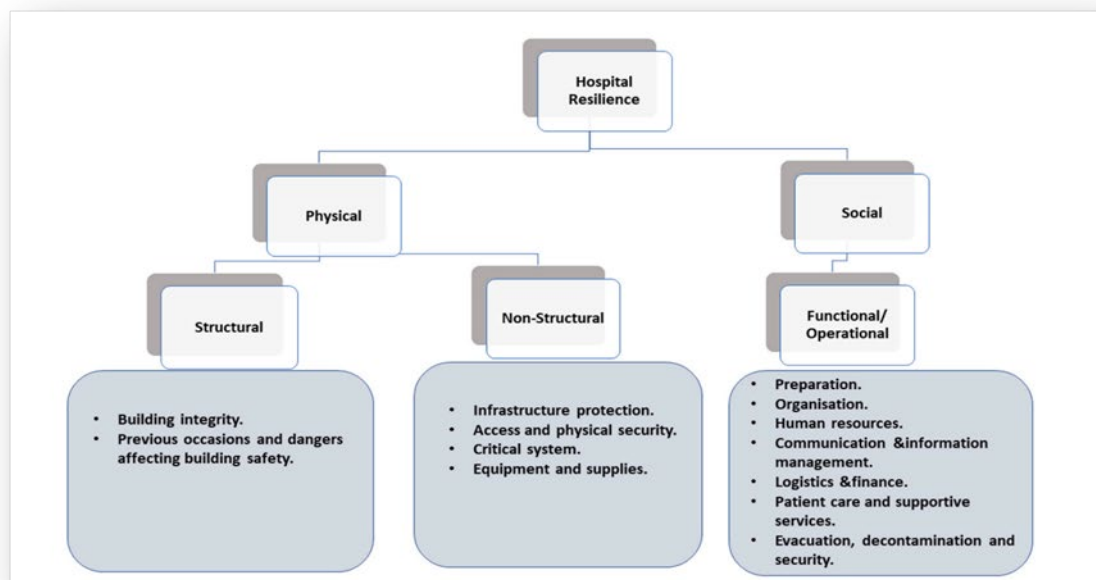 Hospital
Resilience
Physical
Social
Structural
Non-Structural
Functional/
Operational
• Building integrity.
• Previous occasions and dangers
affecting building safety.
• Infrastructure protection.
• Access and physical security.
• Critical system.
• Equipment and supplies.
• Preparation.
• Organisation.
• Human resources.
• Communication &information
management.
• Logistics &finance.
• Patient care and supportive
services.
• Evacuation, decontamination and
security.